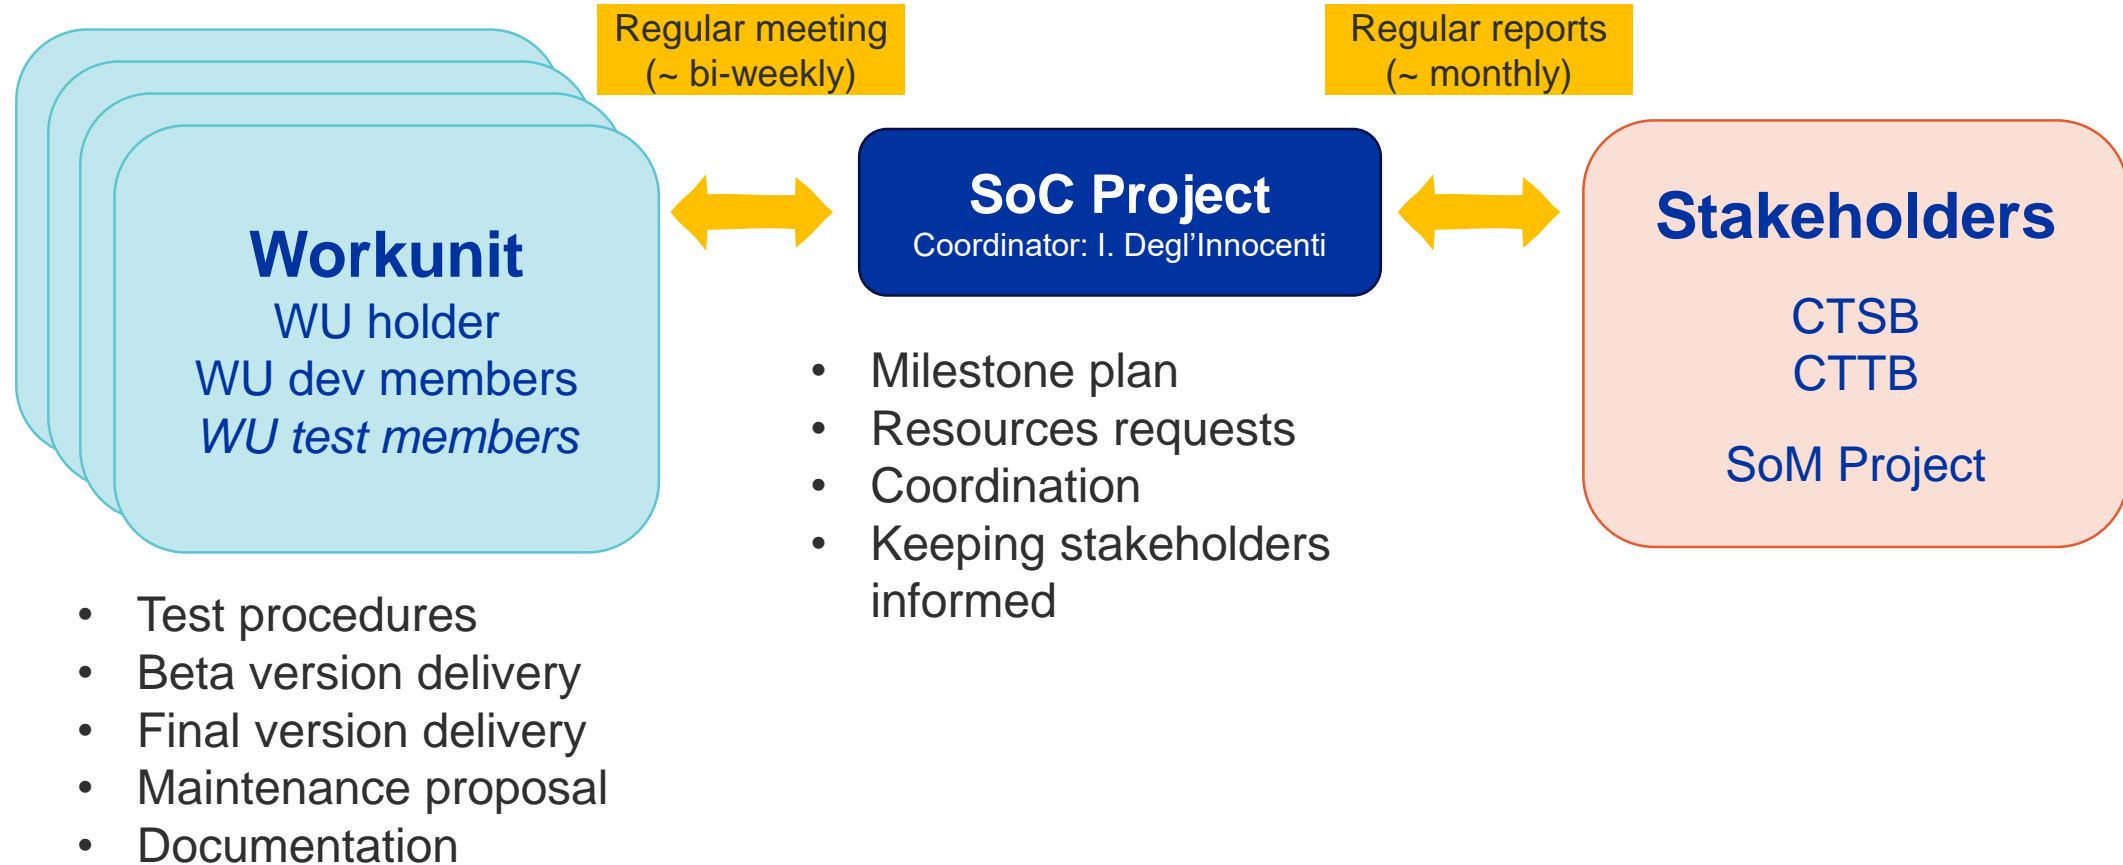 Regular meeting
(~ bi-weekly)
Regular reports
(~ monthly)
Workunit
WU holder
WU dev members
WU test members
SoC Project
Coordinator: I. Degl’Innocenti
Stakeholders
CTSB
CTTB
SoM Project
• Milestone plan
• Resources requests
• Coordination
• Keeping stakeholders
informed
• Test procedures
• Beta version delivery
• Final version delivery
• Maintenance proposal
• Documentation